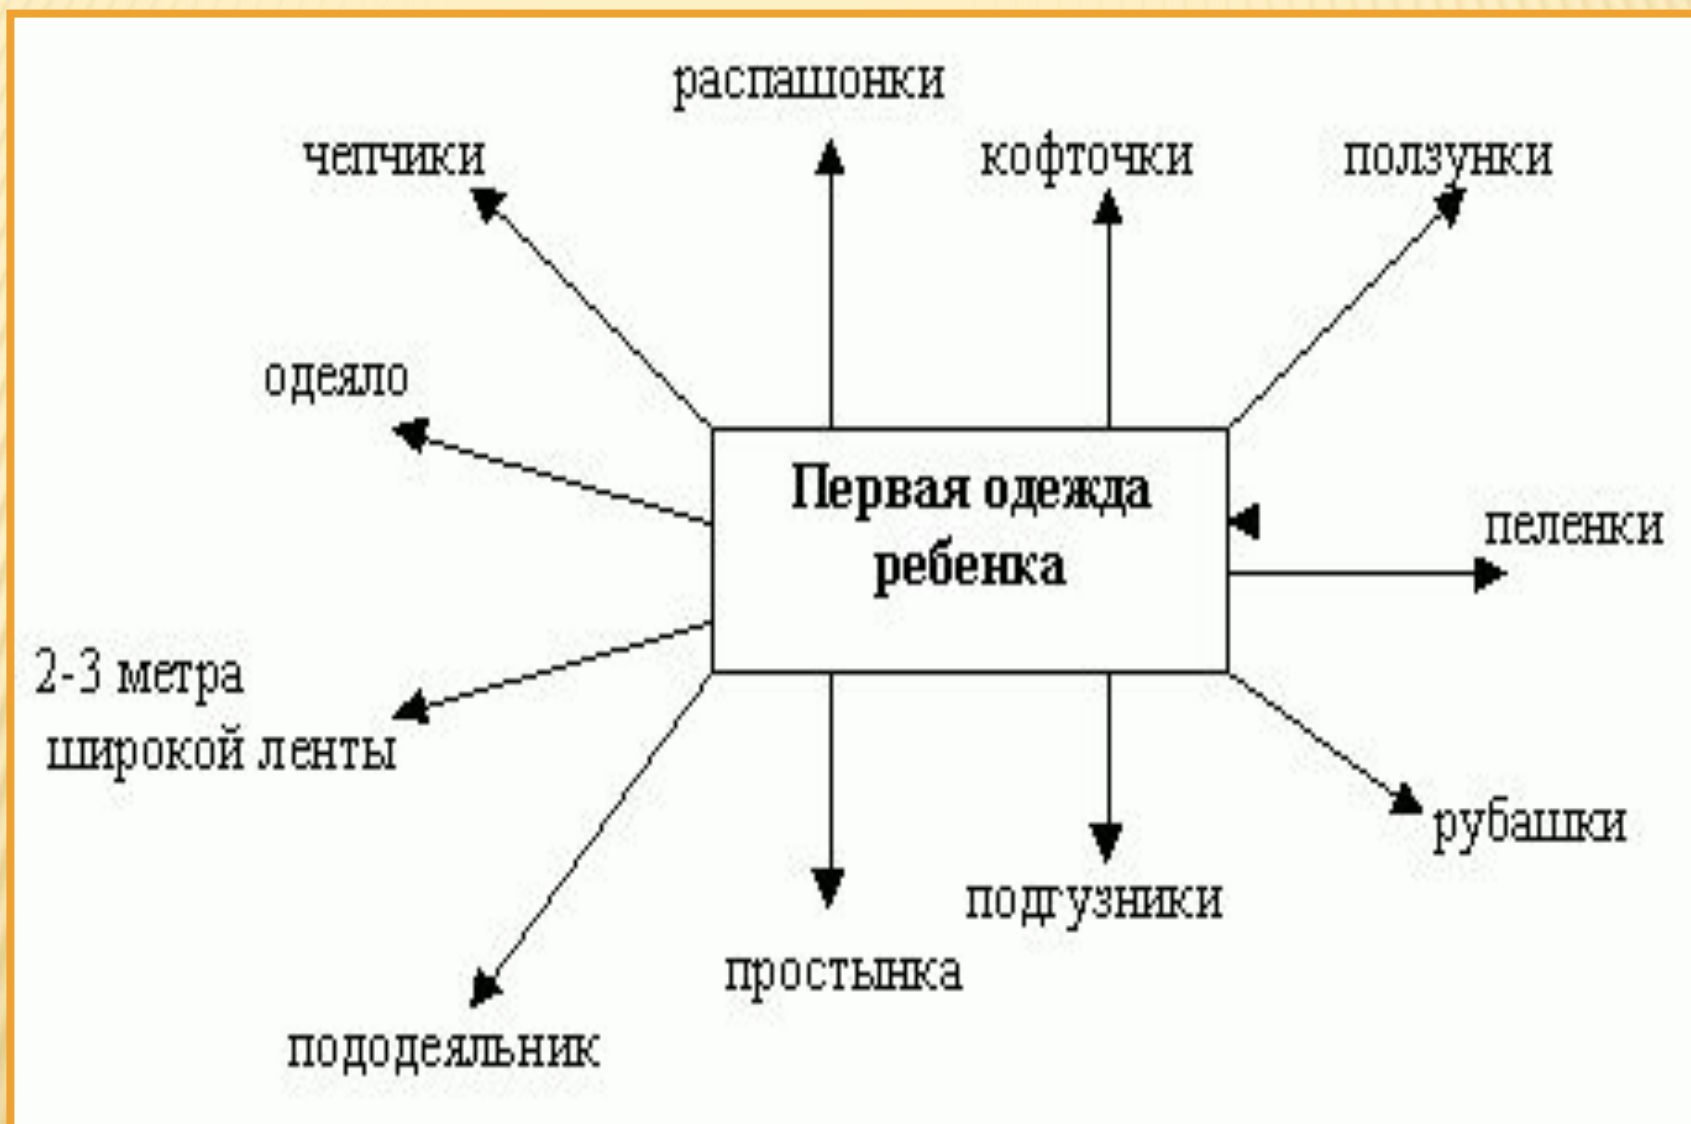 распашонки
чепчики
кофточки
ползунки
одеяло
Первая одежда
ребенка
пеленки
2-3 метра
широкой ленты
рубашки
подгузники
простынка
пододеяльник